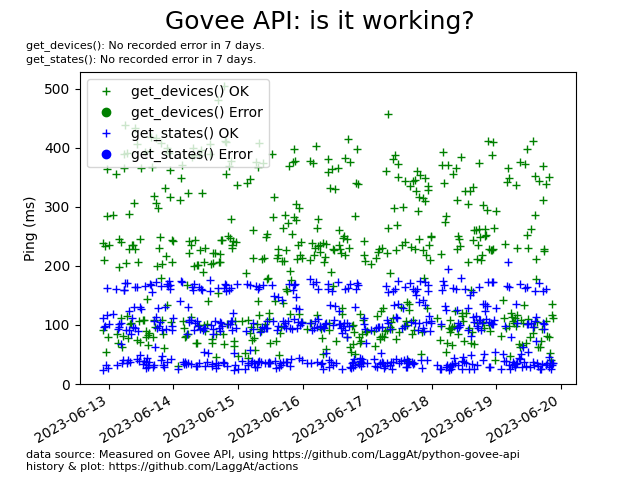 Govee API: is it working?
get_devices(): No recorded error in 7 days.
get_states(): No recorded error in 7 days.
get_devices() OK
get_devices() Error
get_states() OK
get_states() Error
Ping (ms)
500
400
300
200
100
0
2023-06-13
2023-06-14
2023-06-15
2023-06-16
2023-06-17
2023-06-18
2023-06-19
2023-06-20
data source: Measured on Govee API, using https://github.com/LaggAt/python-govee-api
history & plot: https://github.com/LaggAt/actions